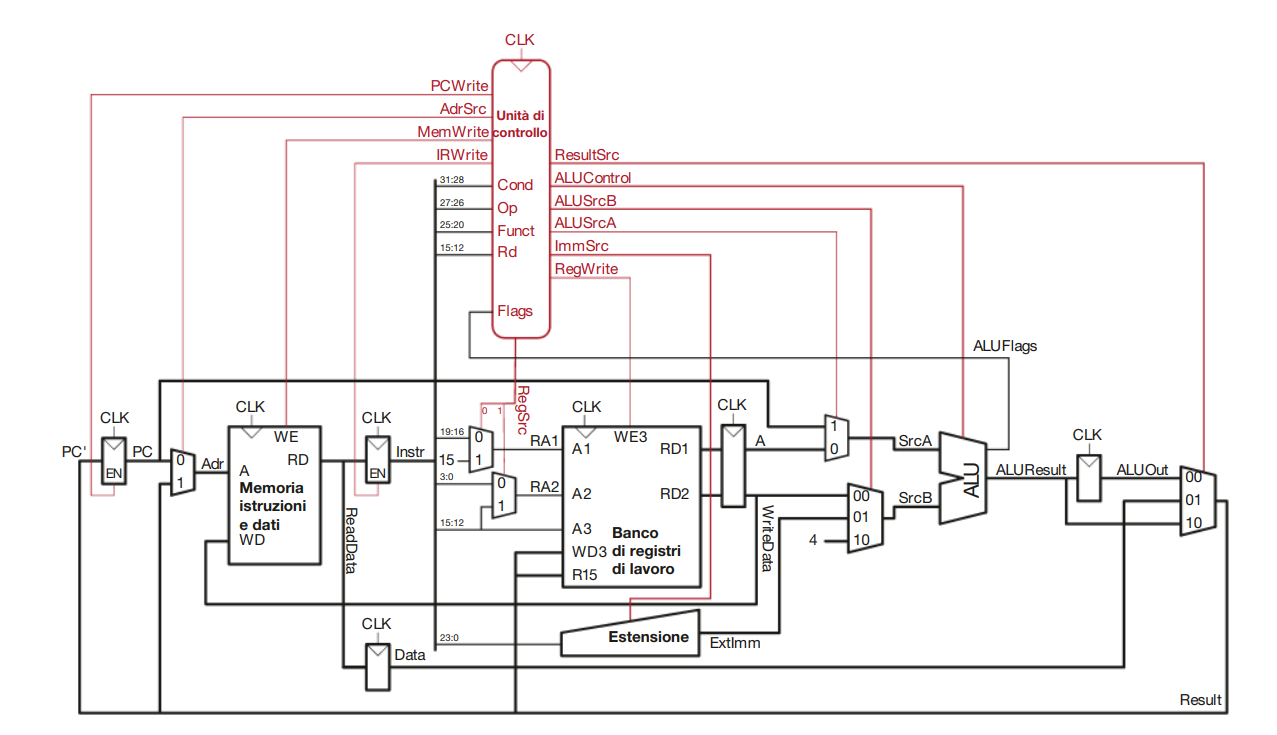 CLK
PCWrite
AdrSrc
MemWrite
IRWrite
Unità di
controllo
31:28
27:26
25:20
15:12
Cond
Op
Funct
Rd
Flags
ResultSrc
ALUControl
ALUSrcB
ALUSrcA
ImmSrc
RegWrite
ALUFlags
RegSrc
0 1
CLK
PC'
EN
PC
0
1
Adr
CLK
WE
RD
A
Memoria
istruzioni
e dati
WD
ReadData
CLK
EN
Instr
19:16
15
3:0
15:12
0
1
0
1
RA1
RA2
CLK
WE3
A1
RD1
A2
RD2
A3
Banco
di registri
di lavoro
WD3
R15
CLK
A
WriteData
1
0
SrcA
00
01
10
4
SrcB
ALU
ALUResult
CLK
ALUOut
00
01
10
CLK
Data
23:0
Estensione
ExtImm
Result